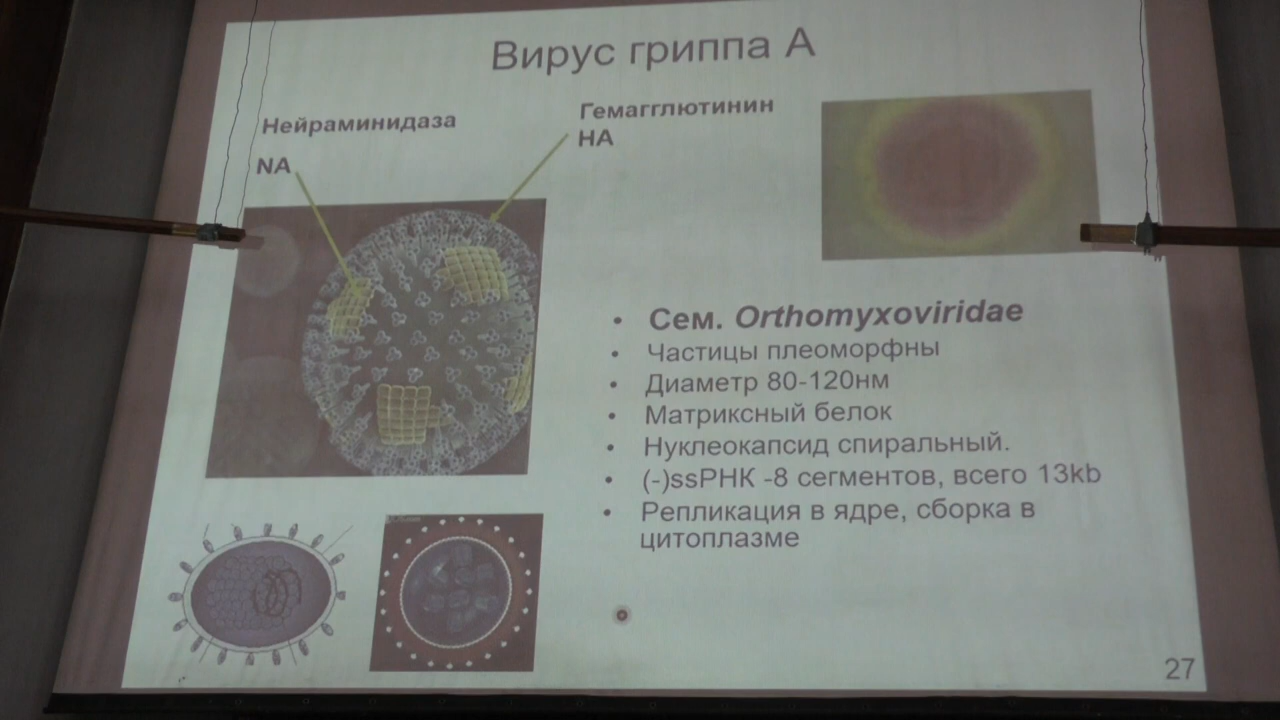 Вирус гриппа А
Нейраминидаза
NA
Гемагглютинин
НА
• Сем. Orthomyxoviridae
• Частицы плеоморфны
• Диаметр 80-120нм
• Матриксный белок
• Нуклеокапсид спиральный.
• (-)ssРНК -8 сегментов, всего 13kb
• Репликация в ядре, сборка в
цитоплазме
27